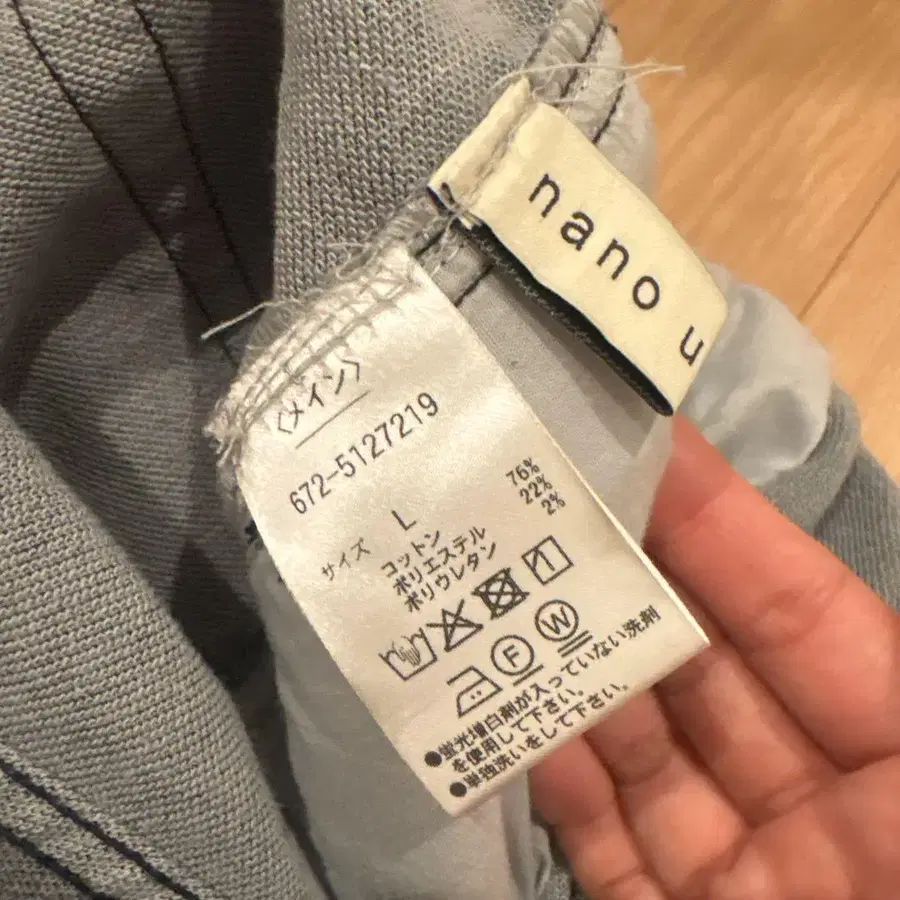 nano u
〈メイン〉
672-5127219
サイズ L
コットン 76%
ポリエステル 22%
ポリウレタン 2%
1
F W
●蛍光増白剤が入っていない洗剤
を使用して下さい。
●単独洗いをして下さい。